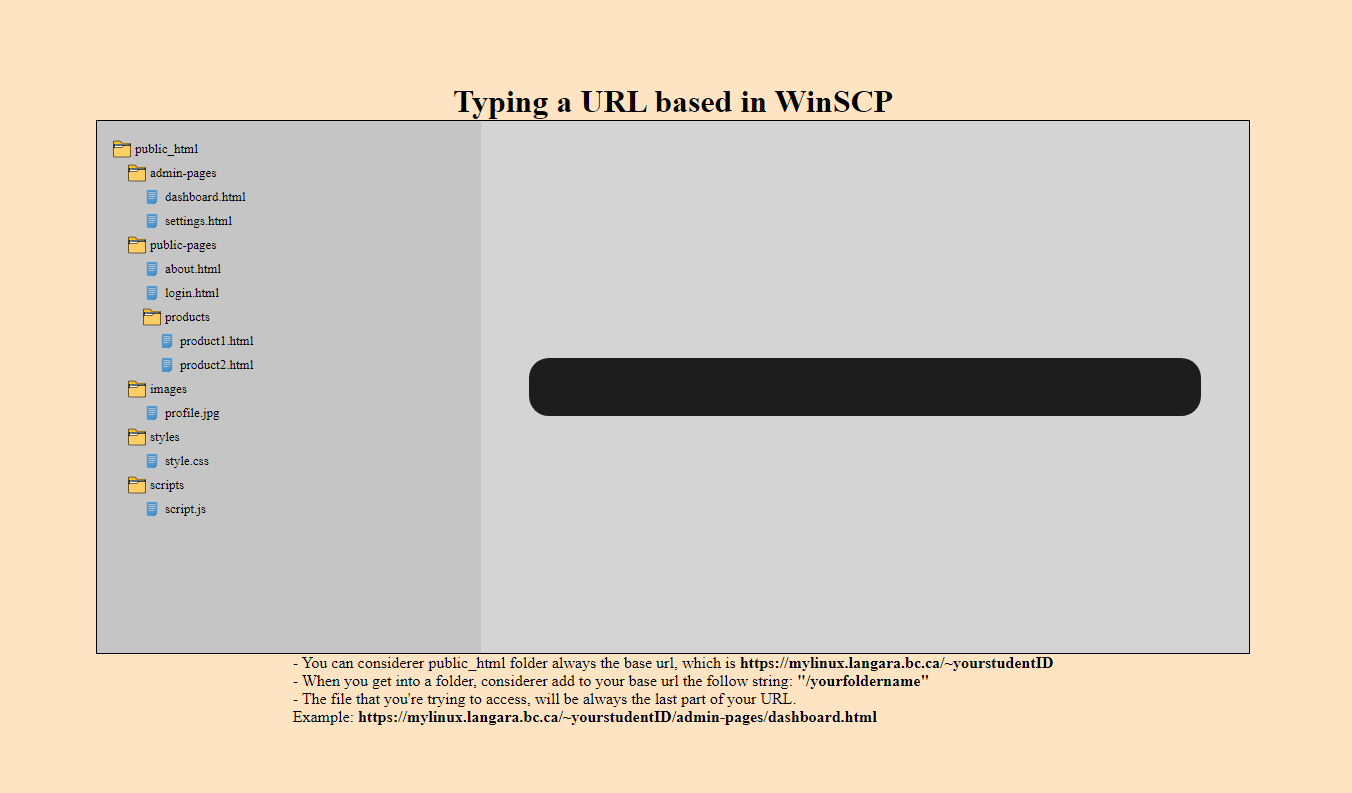 Typing a URL based in WinSCP
public_html
admin-pages
dashboard.html
settings.html
public-pages
about.html
login.html
products
product1.html
product2.html
images
profile.jpg
styles
style.css
scripts
script.js
- You can considerer public_html folder always the base url, which is https://mylinux.langara.bc.ca/~yourstudentID
- When you get into a folder, considerer add to your base url the follow string: "/yourfoldername"
- The file that you're trying to access, will be always the last part of your URL.
Example: https://mylinux.langara.bc.ca/~yourstudentID/admin-pages/dashboard.html